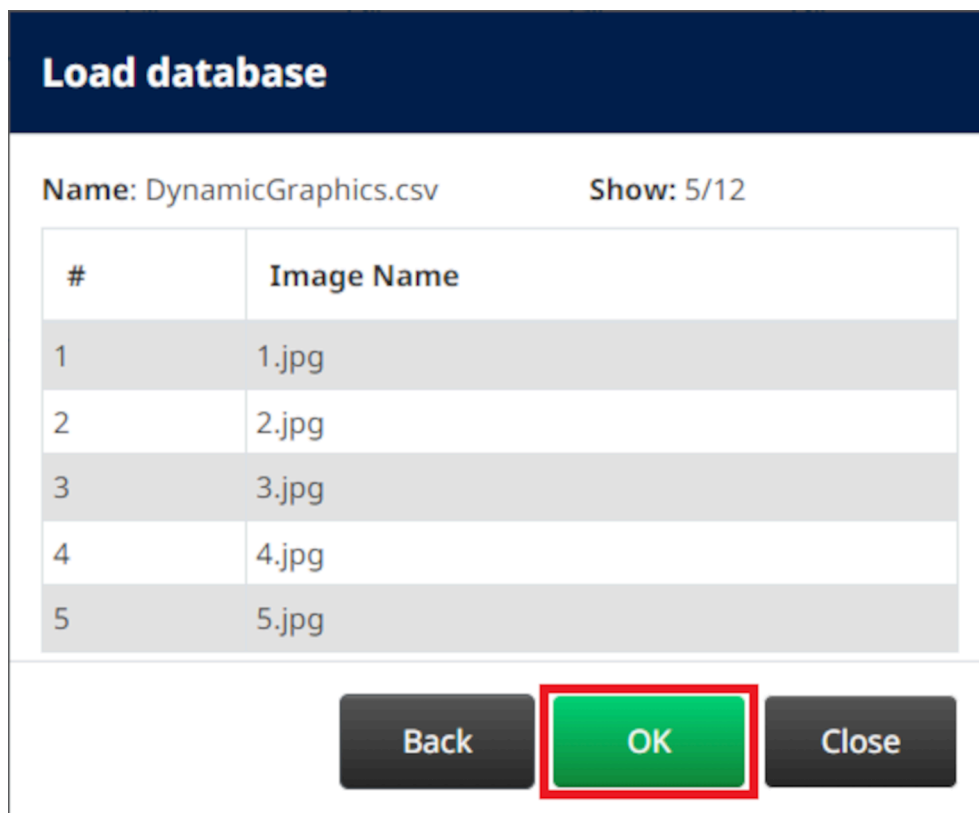 Load database
Name: DynamicGraphics.csv Show: 5/12
# Image Name
1 1.jpg
2 2.jpg
3 3.jpg
4 4.jpg
5 5.jpg
Back OK Close